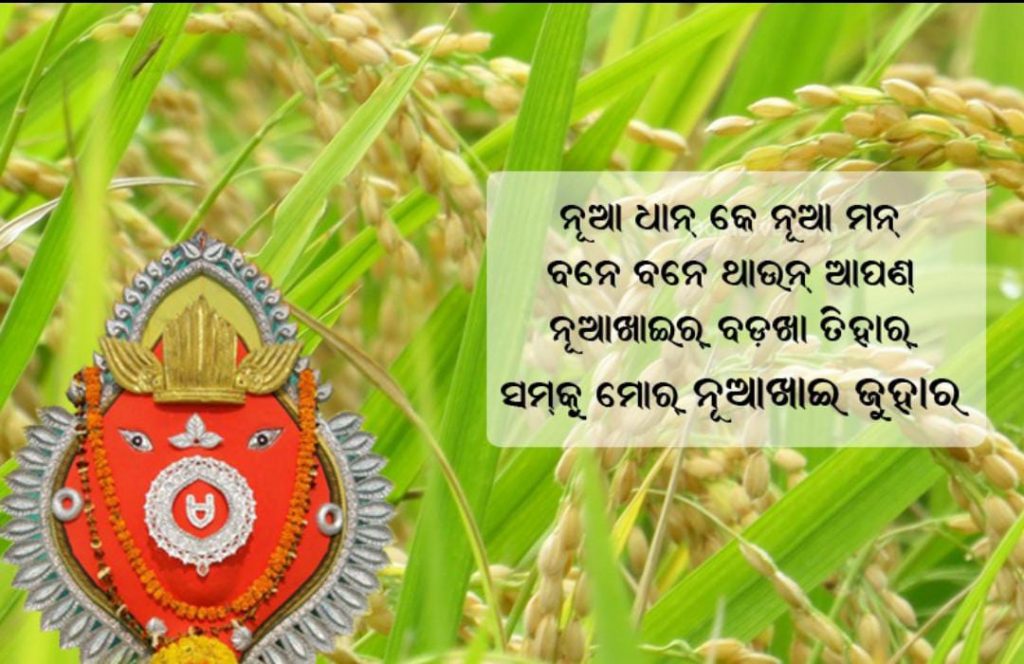 ନୂଆ ଧାନ୍ କେ ନୂଆ ମନ୍
ବନେ ବନେ ଥାଉନ୍ ଆପଣ୍
ନୂଆଖାଇର୍ ବଡ଼ଖା ତିହାର୍
ସମ୍‌କୁ ମୋର୍ ନୂଆଖାଇ ଜୁହାର